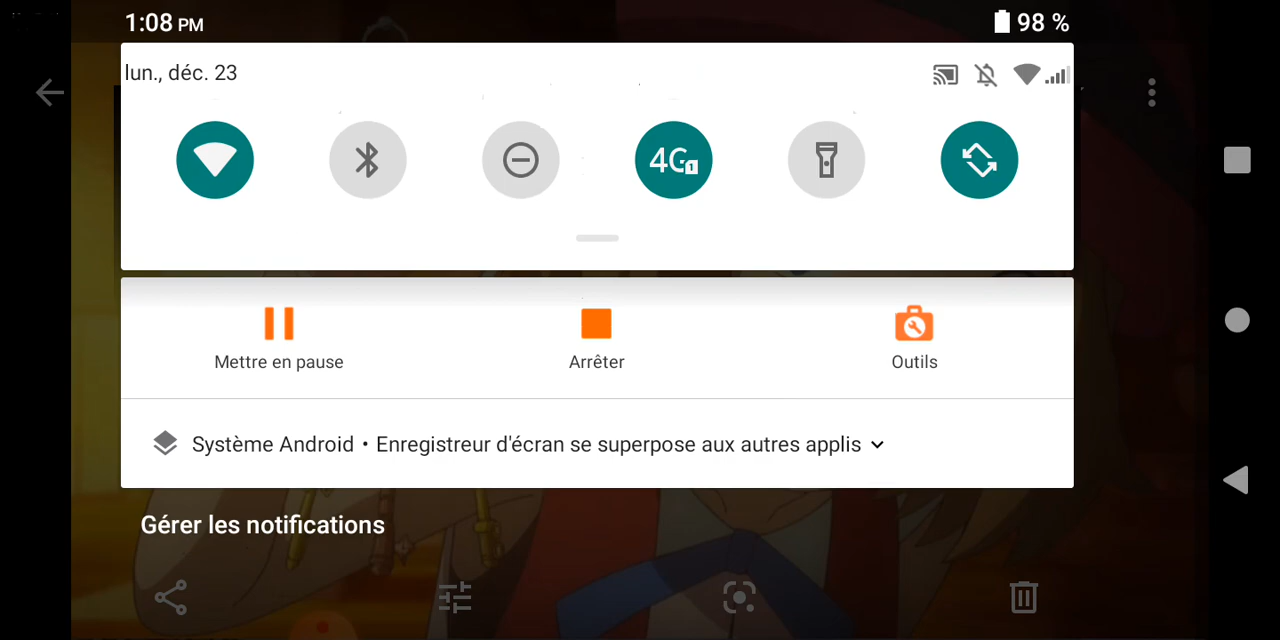 1:08 PM
98 %
lun., déc. 23
4G 1
Mettre en pause
Arrêter
Outils
Système Android • Enregistreur d'écran se superpose aux autres applis
Gérer les notifications